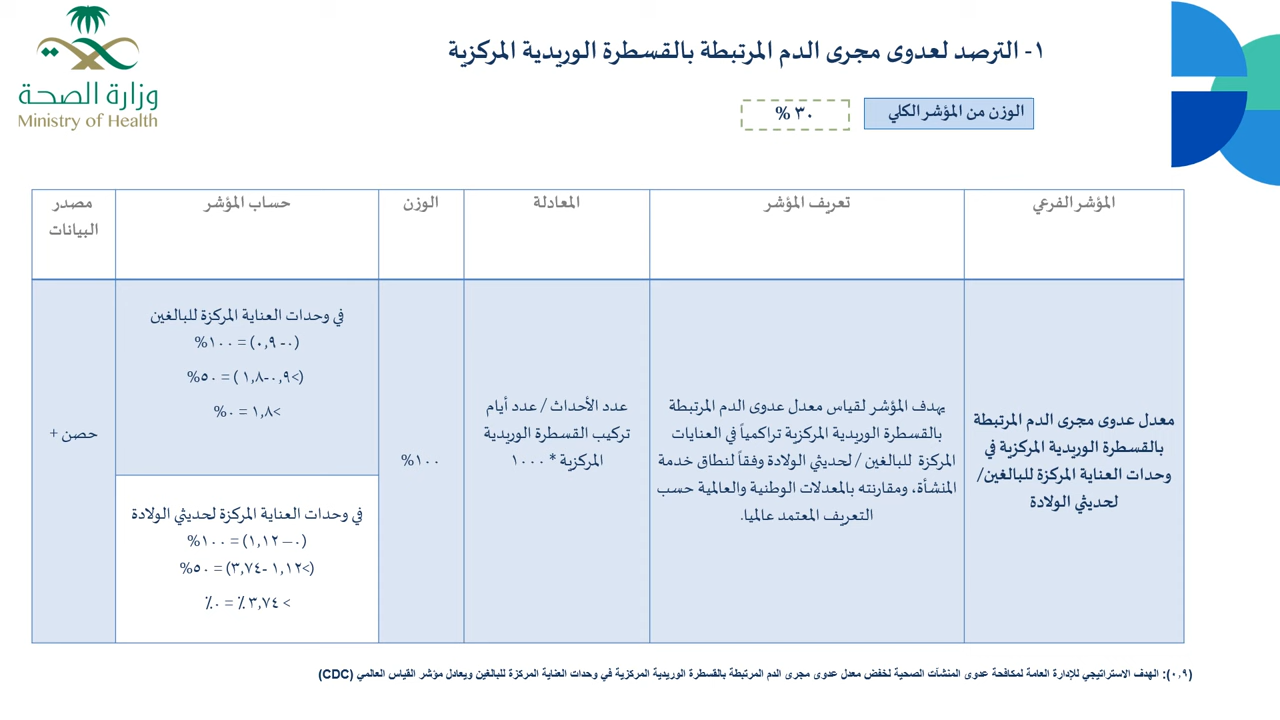 وزارة الصحة
Ministry of Health
١- الترصد لعدوى مجرى الدم المرتبطة بالقسطرة الوريدية المركزية
الوزن من المؤشر الكلي
٣٠ %
المؤشر الفرعي
تعريف المؤشر
المعادلة
الوزن
حساب المؤشر
مصدر
البيانات
معدل عدوى مجرى الدم المرتبطة
بالقسطرة الوريدية المركزية في
وحدات العناية المركزة للبالغين/
لحديثي الولادة
يهدف المؤشر لقياس معدل عدوى الدم المرتبطة
بالقسطرة الوريدية المركزية تراكمياً في العنايات
المركزة للبالغين / لحديثي الولادة وفقاً لنطاق خدمة
المنشأة، ومقارنته بالمعدلات الوطنية والعالمية حسب
التعريف المعتمد عالميا.
عدد الأحداث / عدد أيام
تركيب القسطرة الوريدية
المركزية * ١٠٠٠
١٠٠%
في وحدات العناية المركزة للبالغين
(٠- ٠,٩) = ١٠٠%
(>٠,٩-١,٨ ) = ٥٠%
>١,٨ = ٠%
في وحدات العناية المركزة لحديثي الولادة
(٠– ١,١٢) = ١٠٠%
(>١,١٢ -٣,٧٤) = ٥٠%
> ٣,٧٤ ٪ = ٠٪
حصن +
(٠,٩): الهدف الاستراتيجي للإدارة العامة لمكافحة عدوى المنشآت الصحية لخفض معدل عدوى مجرى الدم المرتبطة بالقسطرة الوريدية المركزية في وحدات العناية المركزة للبالغين ويعادل مؤشر القياس العالمي (CDC)